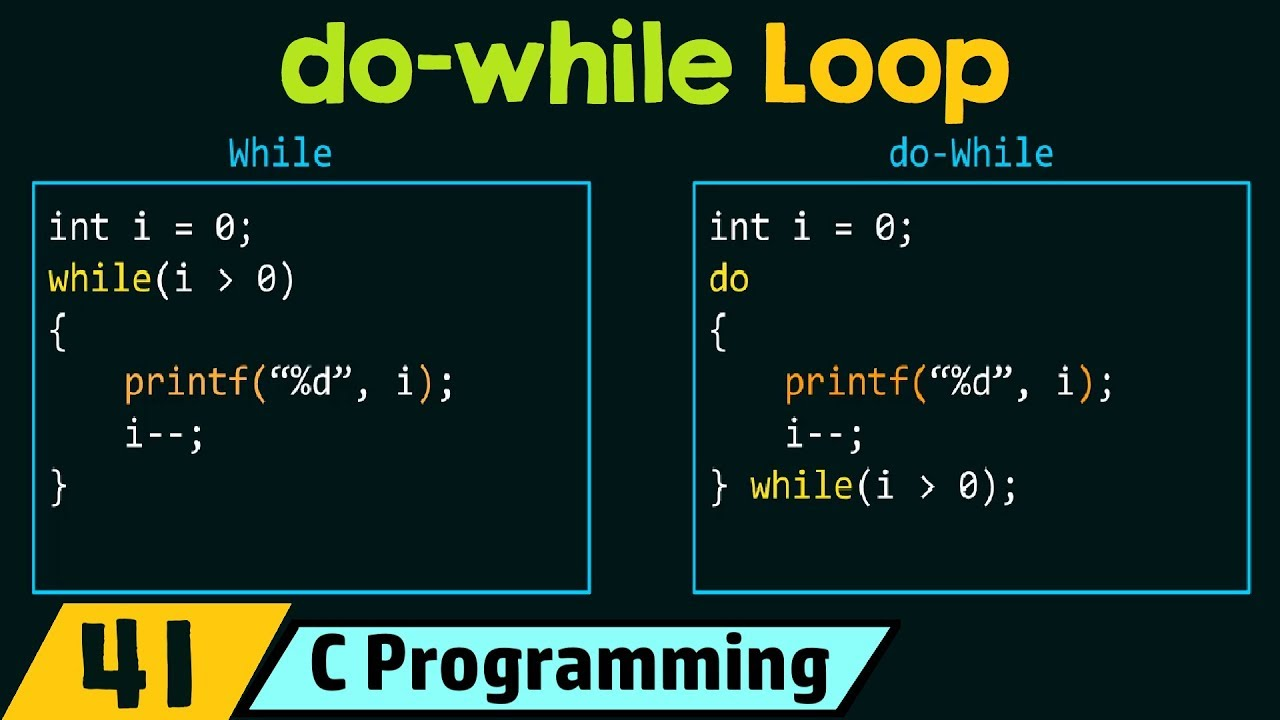 do-while Loop
While
int i = 0;
while(i > 0)
{
printf(“%d”, i);
i--;
}
do-While
int i = 0;
do
{
printf(“%d”, i);
i--;
} while(i > 0);
41
C Programming